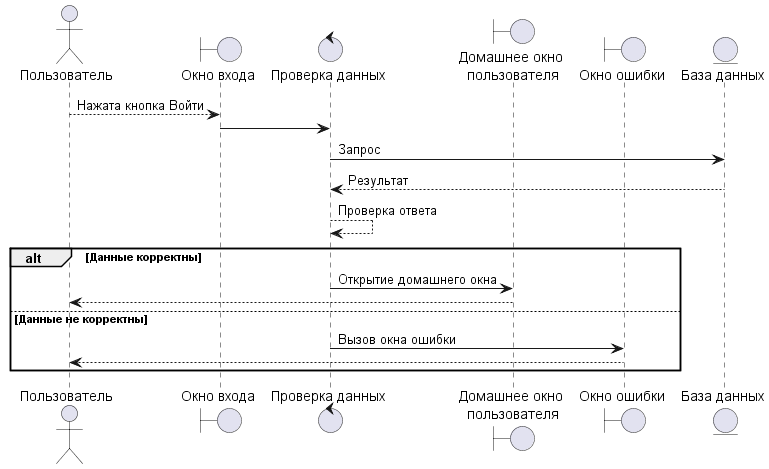 Пользователь
Окно входа
Проверка данных
Домашнее окно
пользователя
Окно ошибки
База данных
Нажата кнопка Войти
Запрос
Результат
Проверка ответа
alt
[Данные корректны]
Открытие домашнего окна
[Данные не корректны]
Вызов окна ошибки
Пользователь
Окно входа
Проверка данных
Домашнее окно
пользователя
Окно ошибки
База данных